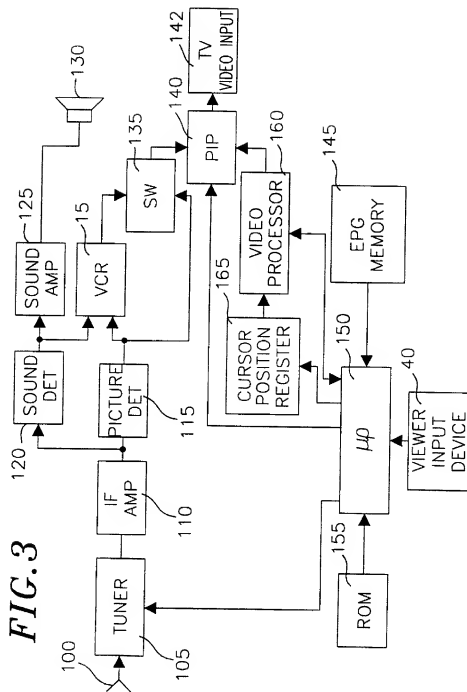 FIG.3
100
TUNER
105
IF
AMP
110
SOUND
DET
120
PICTURE
DET
115
SOUND
AMP
125
130
VCR
15
SW
135
PIP
140
TV
VIDEO INPUT
142
VIDEO
PROCESSOR
160
CURSOR
POSITION
REGISTER
165
EPG
MEMORY
145
μp
150
ROM
155
VIEWER
INPUT
DEVICE
40